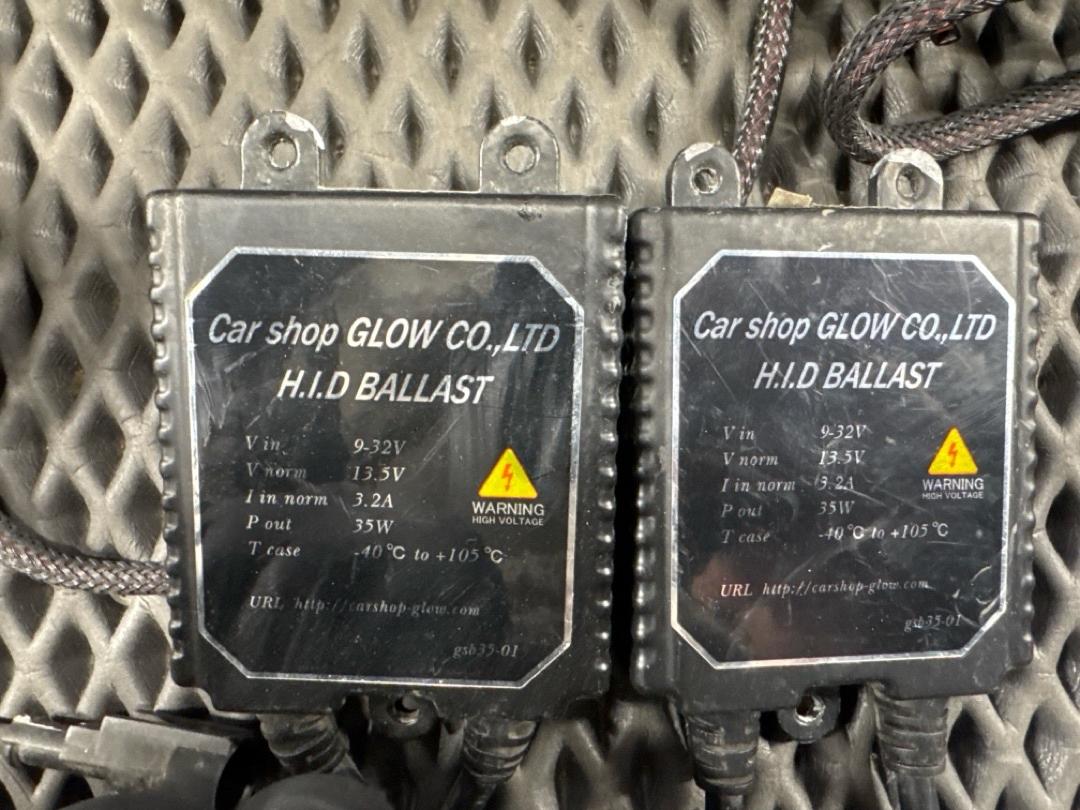 Car shop GLOW CO.,LTD
H.I.D BALLAST
V in 9-32V
V norm 13.5V
I in norm 3.2A
P out 35W
T case -40℃ to +105℃
WARNING
HIGH VOLTAGE
URL http://carshop-glow.com
gsb35-01
Car shop GLOW CO.,LTD
H.I.D BALLAST
V in 9-32V
V norm 13.5V
I in norm 3.2A
P out 35W
T case -40℃ to +105℃
WARNING
HIGH VOLTAGE
URL http://carshop-glow.com
gsb35-01